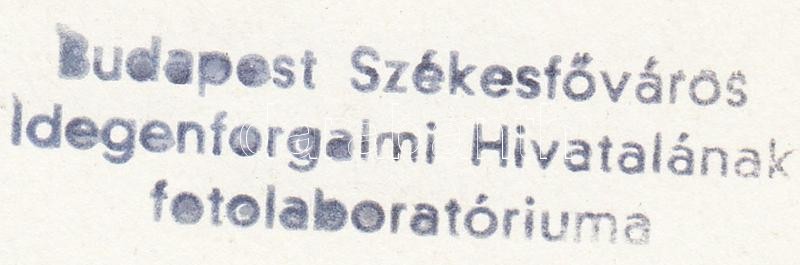 Budapest Székesfőváros
Idegenforgalmi Hivatalának
fotolaboratóriuma